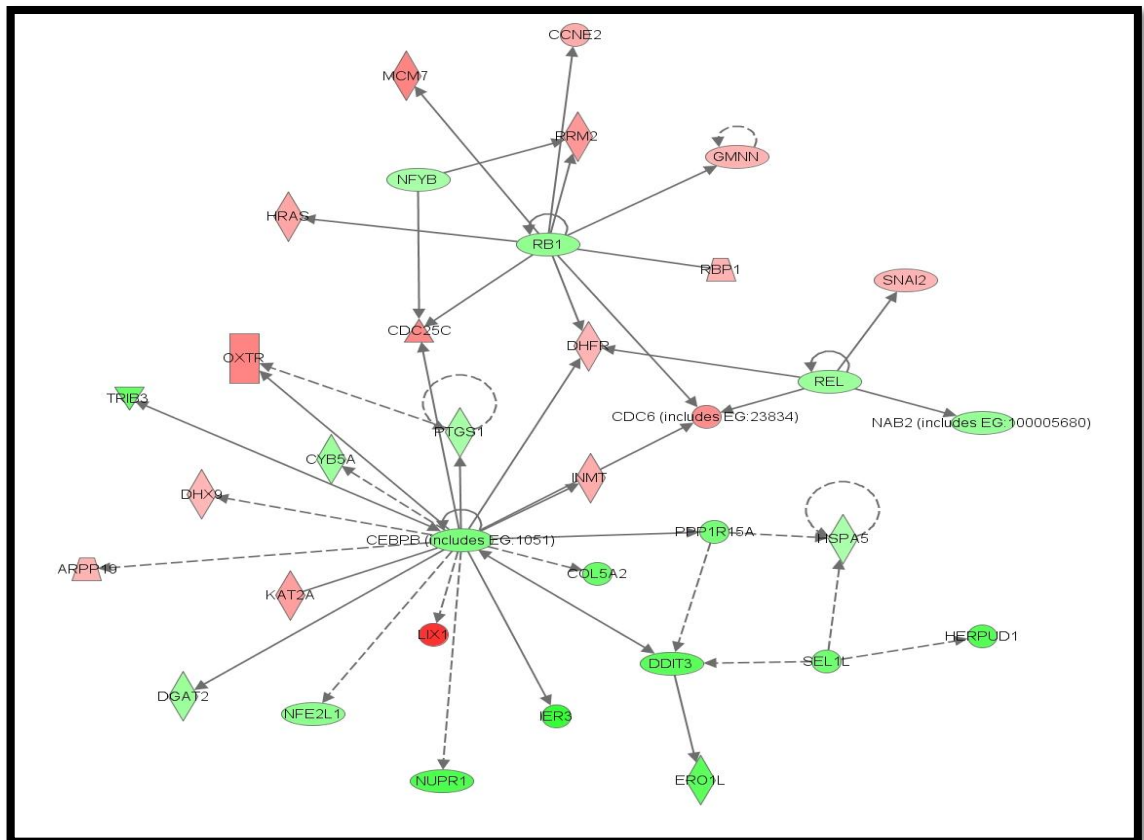 CCNE2
MCM7
PRM2
GMNN
NFYB
HRAS
RB1
RBP1
SNAI2
CDC25C
DHFR
OXTR
REL
TRIB3
CDC6 (includes EG:23834)
NAB2 (includes EG:100005680)
PTGS1
CYB5A
INMT
DHX9
CEBPB (includes EG:1051)
PPP1R15A
HSPA5
ARPP19
COL5A2
KAT2A
LIX1
HERPUD1
DDIT3
SEL1L
DGAT2
NFE2L1
IER3
NUPR1
ERO1L